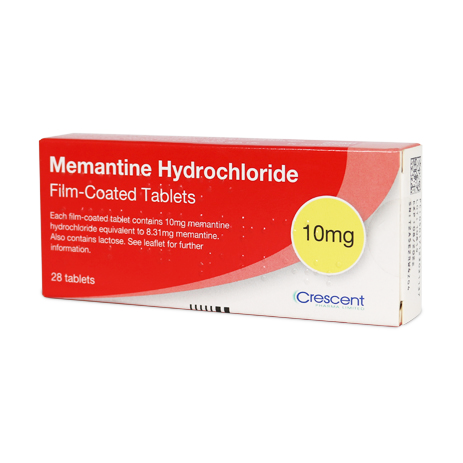 Memantine Hydrochloride
Film-Coated Tablets
Each film-coated tablet contains 10mg memantine
hydrochloride equivalent to 8.31mg memantine.
Also contains lactose. See leaflet for further
information.
28 tablets
10mg
Crescent